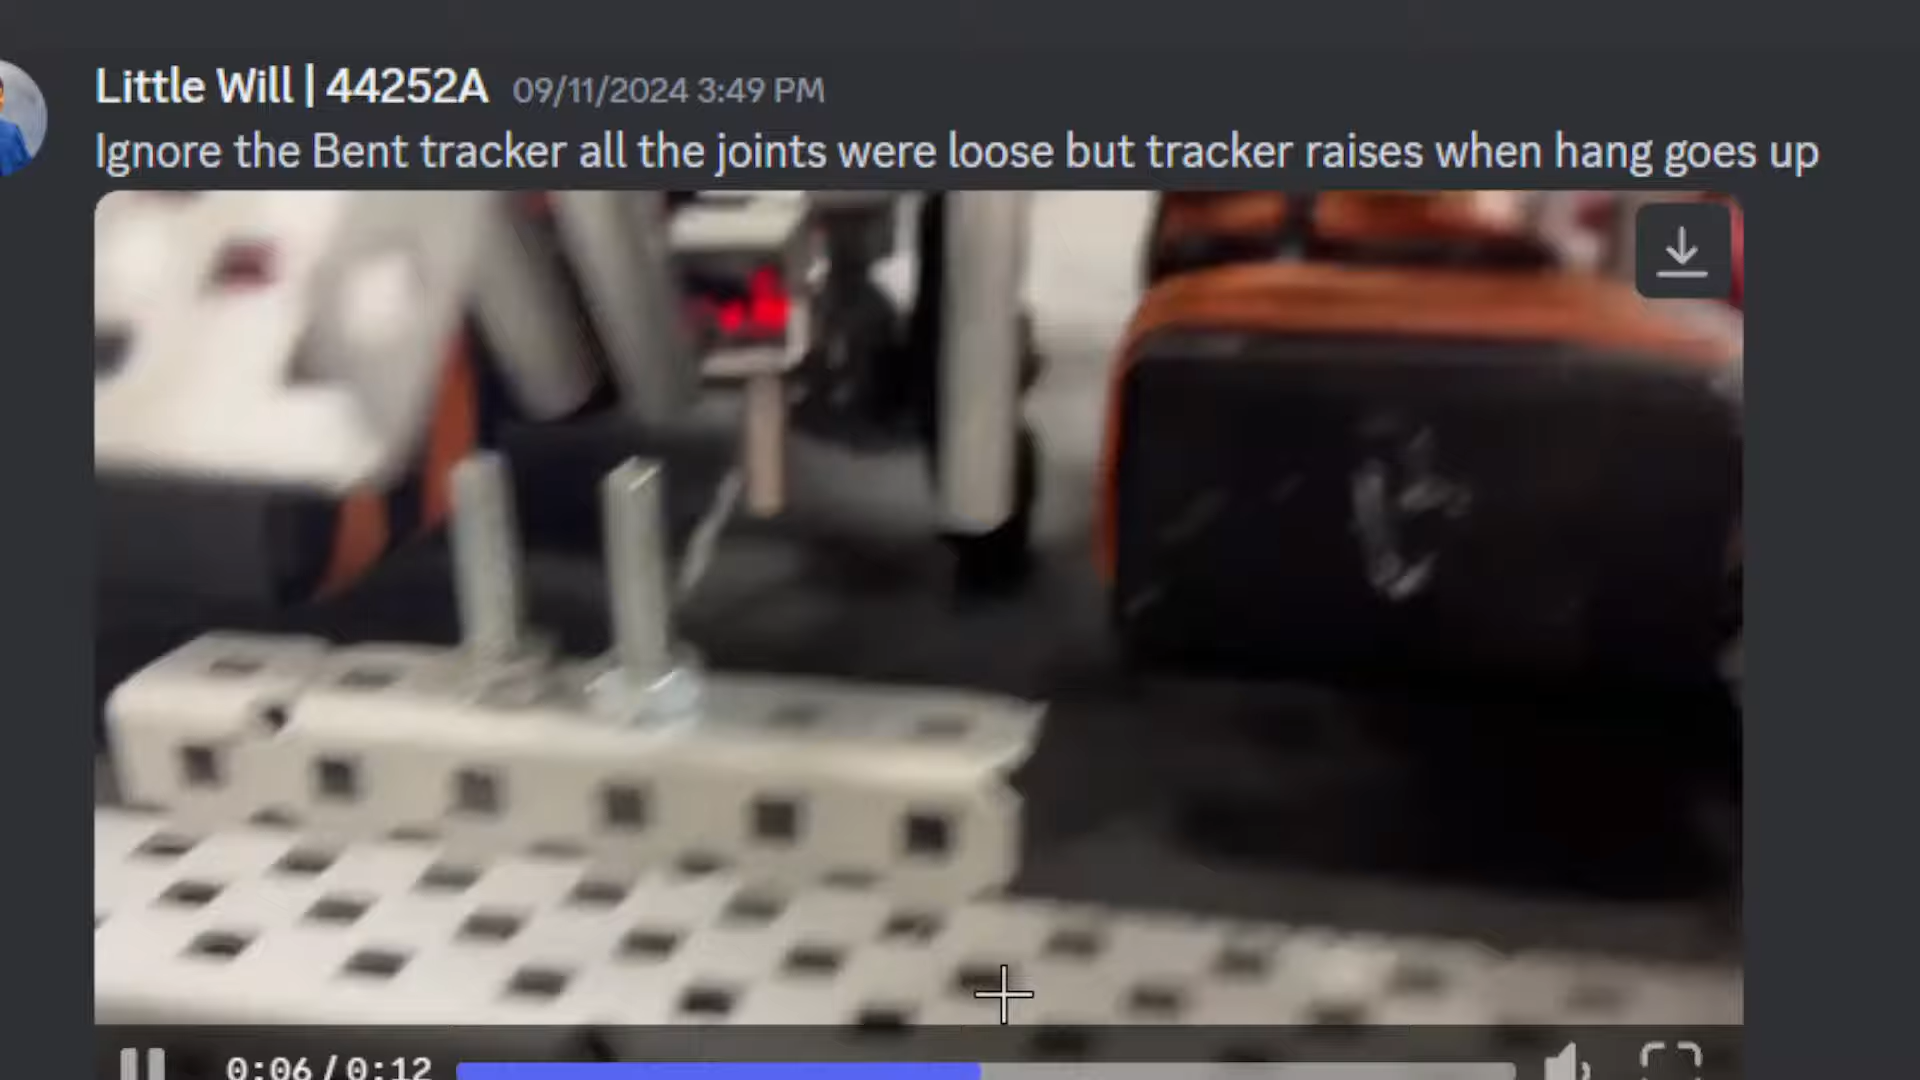 Little Will | 44252A 09/11/2024 3:49 PM
Ignore the Bent tracker all the joints were loose but tracker raises when hang goes up
0:06 / 0:12